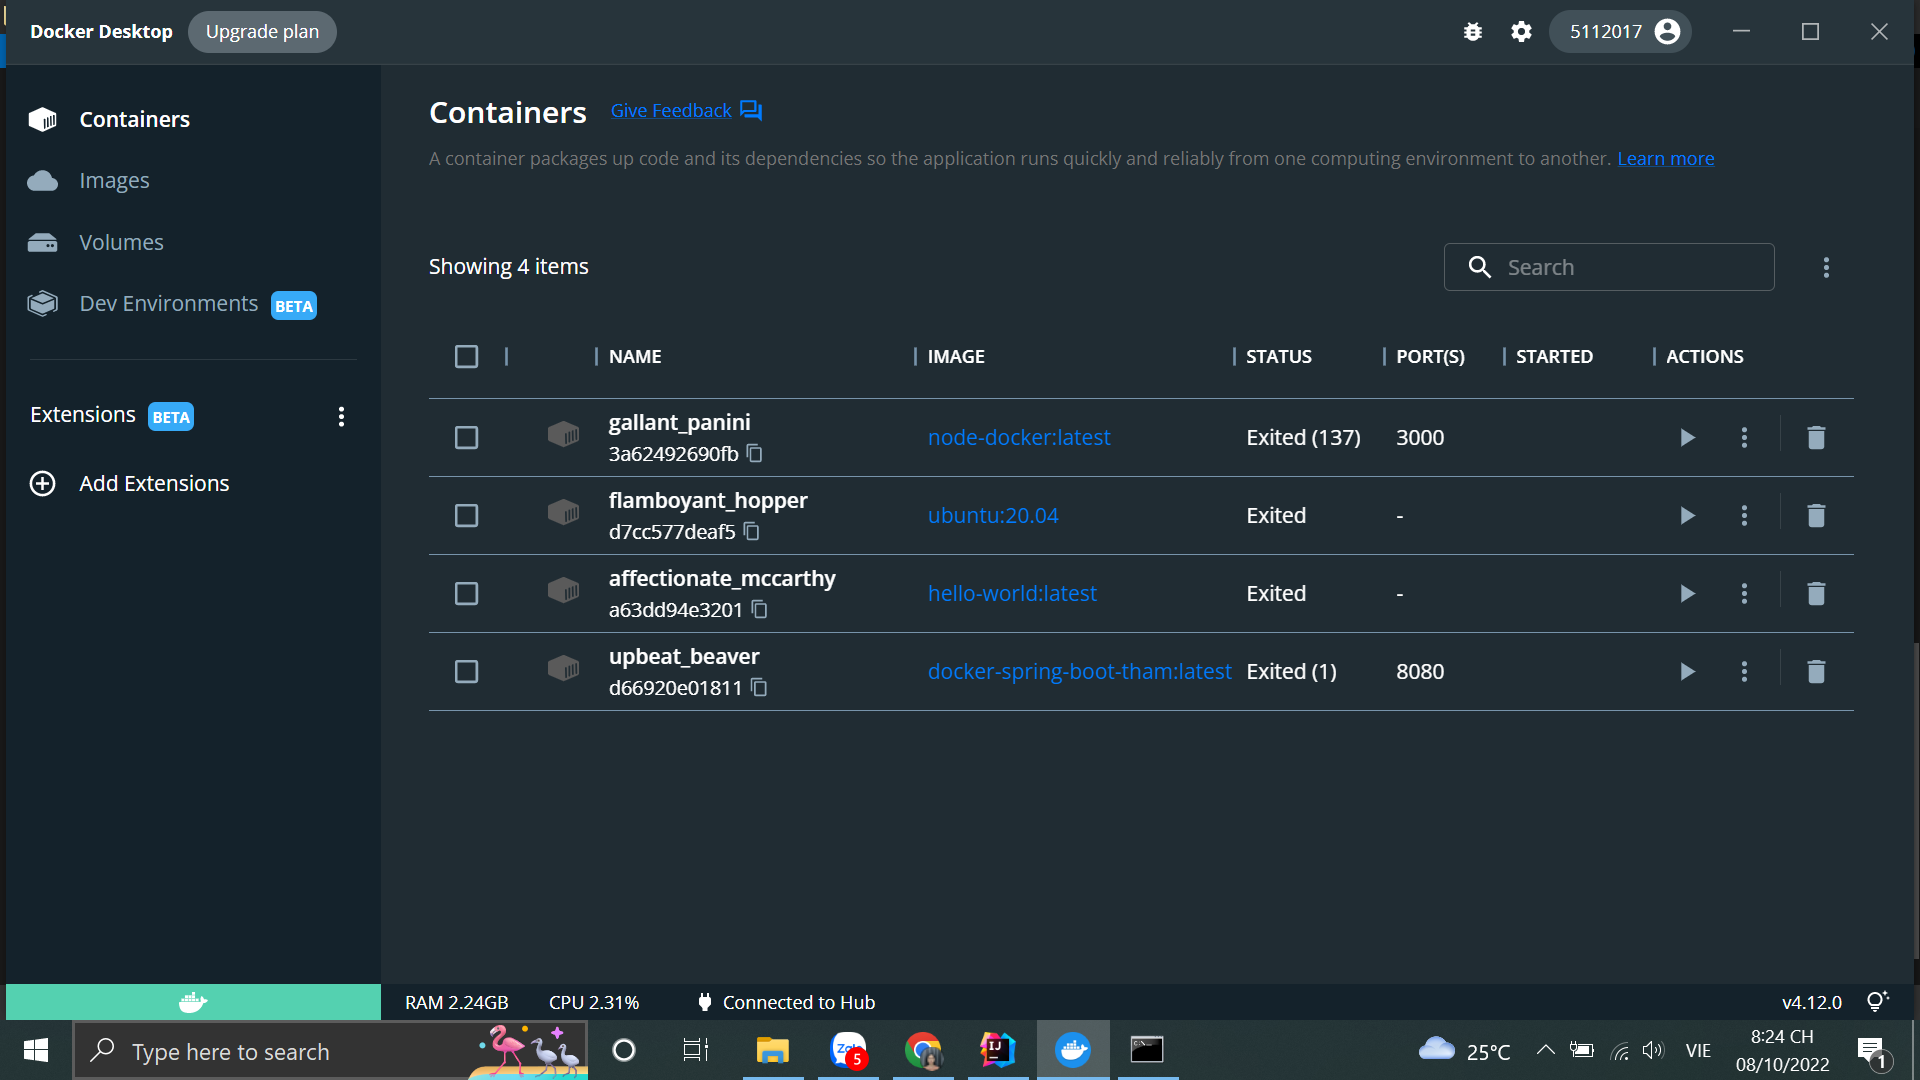 Docker Desktop
Upgrade plan
5112017
Containers
Images
Volumes
Dev Environments BETA
Extensions BETA
Add Extensions
Containers Give Feedback
A container packages up code and its dependencies so the application runs quickly and reliably from one computing environment to another. Learn more
Showing 4 items
Search
NAME IMAGE STATUS PORT(S) STARTED ACTIONS
gallant_panini
3a62492690fb
node-docker:latest Exited (137) 3000
flamboyant_hopper
d7cc577deaf5
ubuntu:20.04 Exited -
affectionate_mccarthy
a63dd94e3201
hello-world:latest Exited -
upbeat_beaver
d66920e01811
docker-spring-boot-tham:latest Exited (1) 8080
RAM 2.24GB CPU 2.31% Connected to Hub
v4.12.0
Type here to search
5
25°C
VIE
8:24 CH
08/10/2022
1